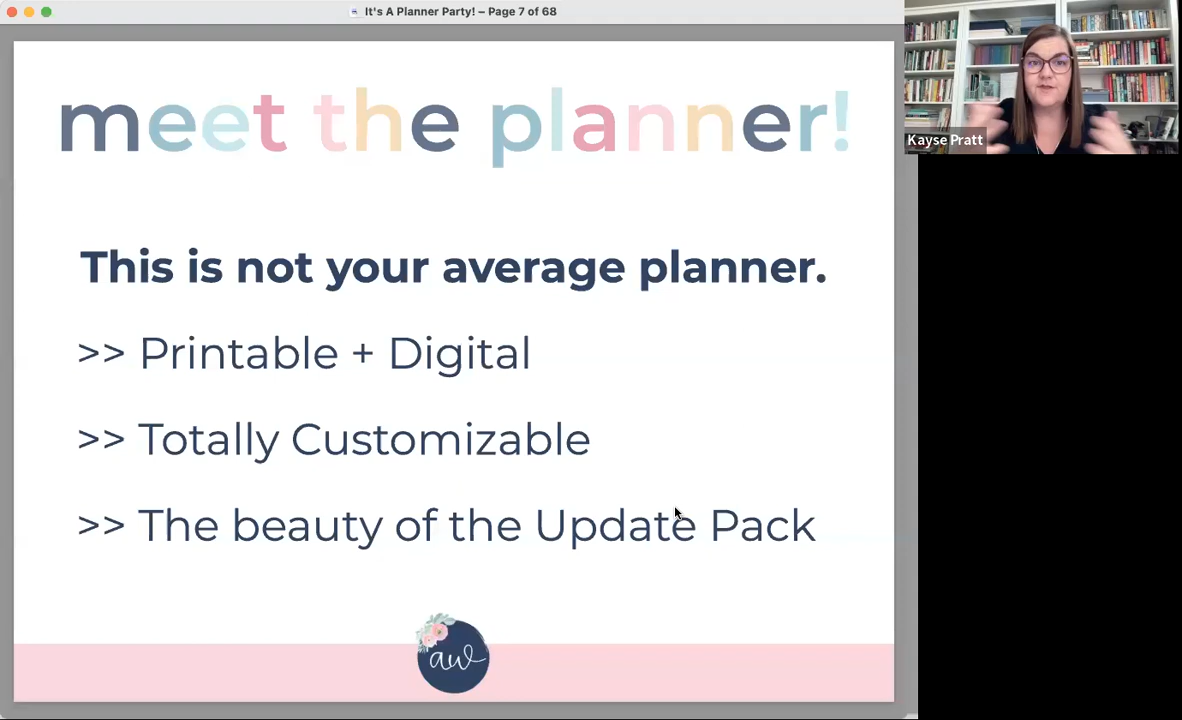 It's A Planner Party! – Page 7 of 68
meet the planner!
This is not your average planner.
>> Printable + Digital
>> Totally Customizable
>> The beauty of the Update Pack
aw
Kayse Pratt